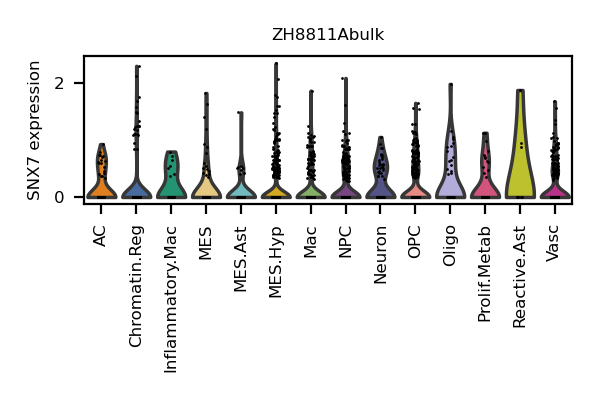 ZH8811Abulk
SNX7 expression
2
0
AC
Chromatin.Reg
Inflammatory.Mac
MES
MES.Ast
MES.Hyp
Mac
NPC
Neuron
OPC
Oligo
Prolif.Metab
Reactive.Ast
Vasc